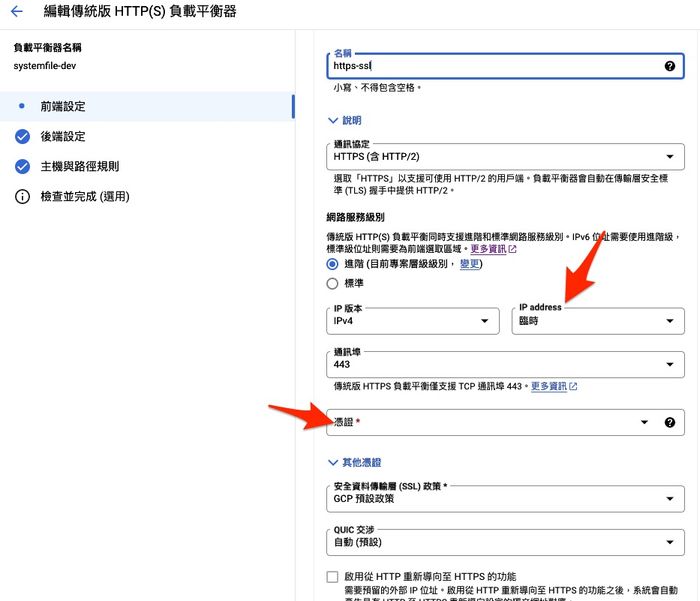 編輯傳統版 HTTP(S) 負載平衡器
負載平衡器名稱
systemfile-dev
前端設定
後端設定
主機與路徑規則
檢查並完成 (選用)
名稱
https-ssl
小寫、不得包含空格。
說明
通訊協定
HTTPS (含 HTTP/2)
選取「HTTPS」以支援可使用 HTTP/2 的用戶端。負載平衡器會自動在傳輸層安全標
準 (TLS) 握手中提供 HTTP/2。
網路服務級別
傳統版 HTTP(S) 負載平衡同時支援進階和標準網路服務級別。IPv6 位址需要使用進階級，
標準級位址則需要為前端選取區域。更多資訊
進階 (目前專案層級級別， 變更)
標準
IP 版本
IPv4
IP address
臨時
通訊埠
443
傳統版 HTTPS 負載平衡僅支援 TCP 通訊埠 443。更多資訊
憑證 *
其他憑證
安全資料傳輸層 (SSL) 政策 *
GCP 預設政策
QUIC 交涉
自動 (預設)
啟用從 HTTP 重新導向至 HTTPS 的功能
需要預留的外部 IP 位址。啟用從 HTTP 重新導向至 HTTPS 的功能之後，系統會自動